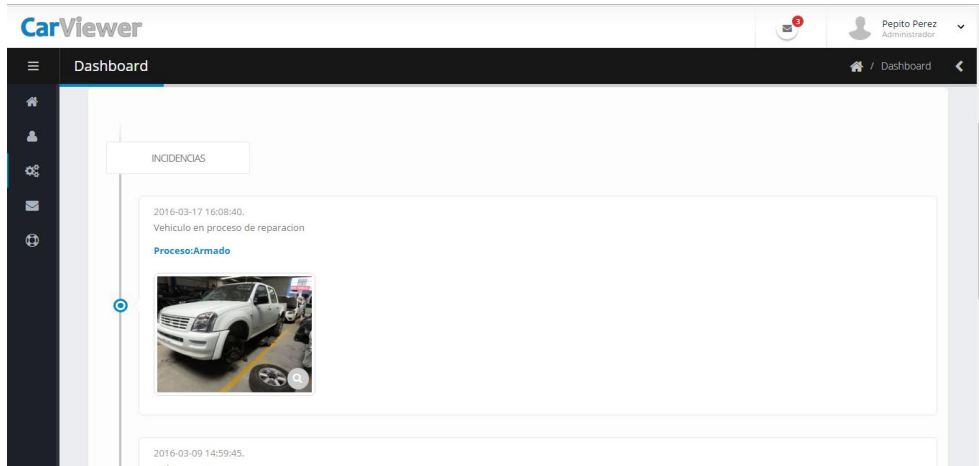 CarViewer
3
Pepito Perez
Administrador
Dashboard
/ Dashboard
INCIDENCIAS
2016-03-17 16:08:40.
Vehiculo en proceso de reparacion
Proceso:Armado
2016-03-09 14:59:45.